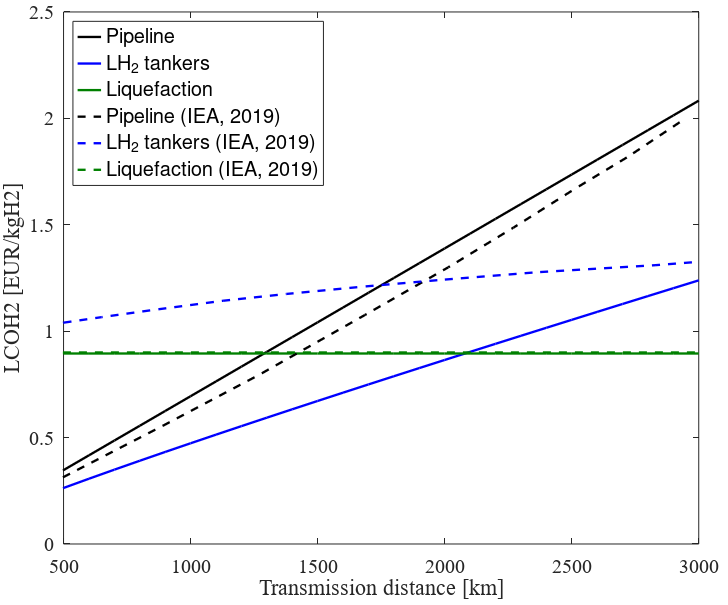 2.5
2
1.5
1
0.5
0
LCOH2 [EUR/kgH2]
Pipeline
LH₂ tankers
Liquefaction
Pipeline (IEA, 2019)
LH₂ tankers (IEA, 2019)
Liquefaction (IEA, 2019)
500 1000 1500 2000 2500 3000
Transmission distance [km]